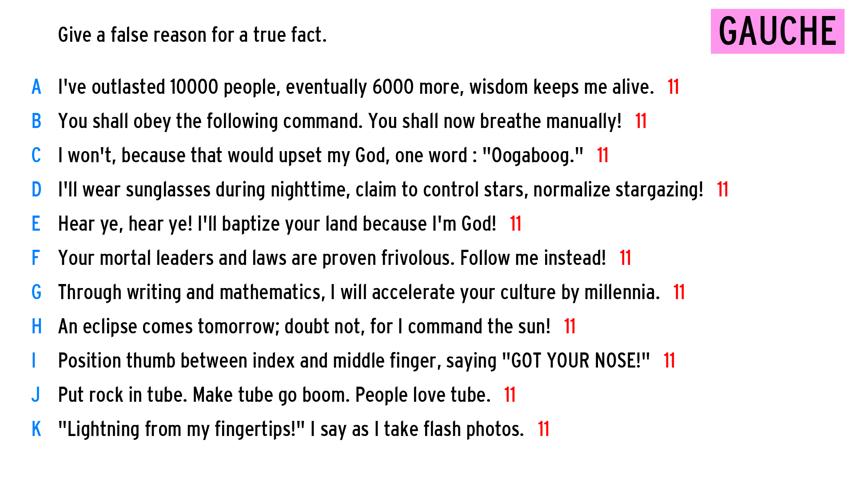 GAUCHE
Give a false reason for a true fact.
A I've outlasted 10000 people, eventually 6000 more, wisdom keeps me alive. 11
B You shall obey the following command. You shall now breathe manually! 11
C I won't, because that would upset my God, one word : "Oogaboog." 11
D I'll wear sunglasses during nighttime, claim to control stars, normalize stargazing! 11
E Hear ye, hear ye! I'll baptize your land because I'm God! 11
F Your mortal leaders and laws are proven frivolous. Follow me instead! 11
G Through writing and mathematics, I will accelerate your culture by millennia. 11
H An eclipse comes tomorrow; doubt not, for I command the sun! 11
I Position thumb between index and middle finger, saying "GOT YOUR NOSE!" 11
J Put rock in tube. Make tube go boom. People love tube. 11
K "Lightning from my fingertips!" I say as I take flash photos. 11